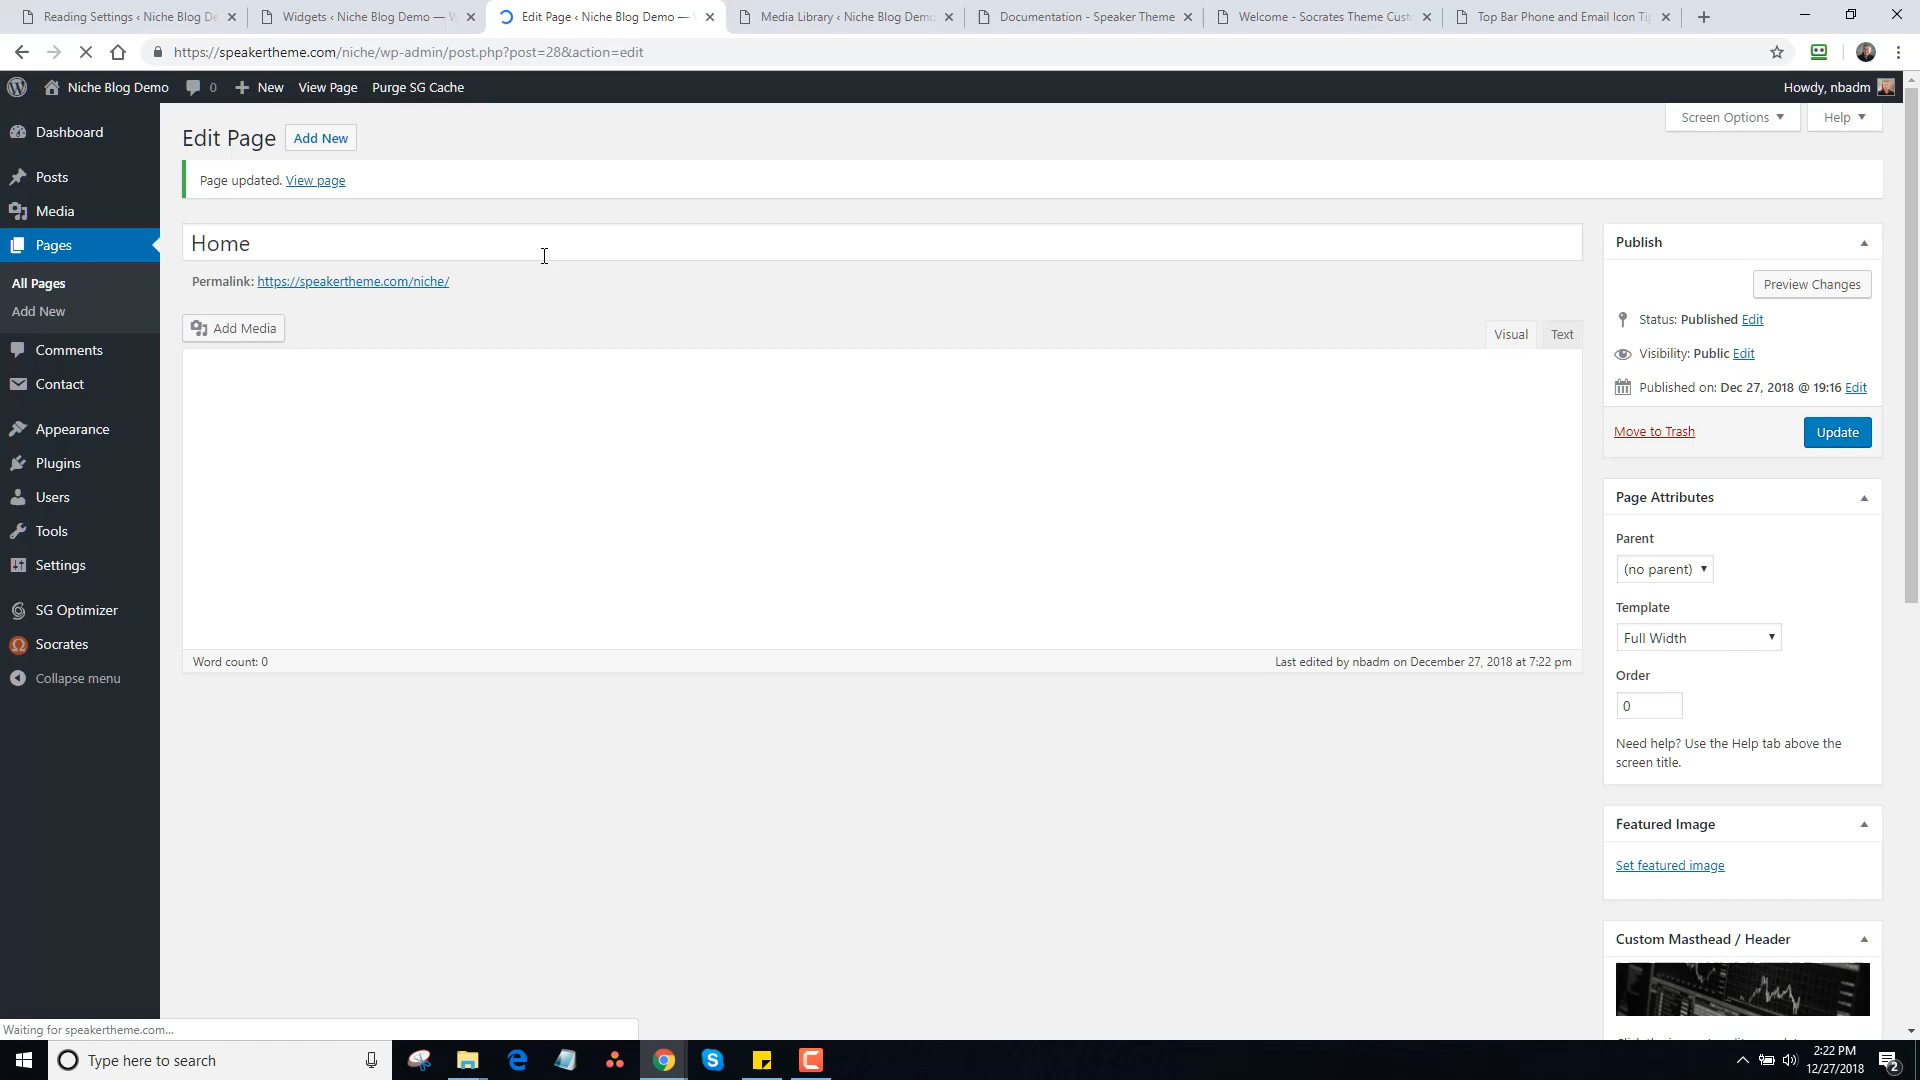 Reading Settings ‹ Niche Blog De
Widgets ‹ Niche Blog Demo — W
Edit Page ‹ Niche Blog Demo —
Media Library ‹ Niche Blog Demo
Documentation - Speaker Theme
Welcome - Socrates Theme Cust
Top Bar Phone and Email Icon Tip
https://speakertheme.com/niche/wp-admin/post.php?post=28&action=edit
Niche Blog Demo 0 New View Page Purge SG Cache Howdy, nbadm
Screen Options Help
Dashboard
Posts
Media
Pages
All Pages
Add New
Comments
Contact
Appearance
Plugins
Users
Tools
Settings
SG Optimizer
Socrates
Collapse menu
Edit Page Add New
Page updated. View page
Home
Permalink: https://speakertheme.com/niche/
Add Media
Visual Text
Word count: 0
Last edited by nbadm on December 27, 2018 at 7:22 pm
Publish
Preview Changes
Status: Published Edit
Visibility: Public Edit
Published on: Dec 27, 2018 @ 19:16 Edit
Move to Trash Update
Page Attributes
Parent
(no parent)
Template
Full Width
Order
0
Need help? Use the Help tab above the
screen title.
Featured Image
Set featured image
Custom Masthead / Header
Waiting for speakertheme.com...
Type here to search
2:22 PM
12/27/2018
2